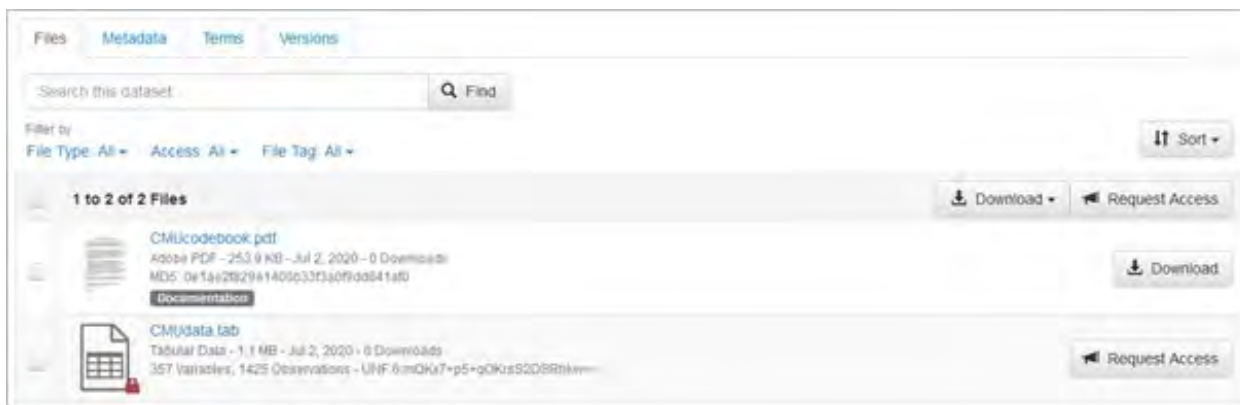 Files Metadata Terms Versions
Search this dataset... Find
Filter by
File Type: All Access: All File Tag: All Sort
1 to 2 of 2 Files Download Request Access
CMUcodebook.pdf
Adobe PDF - 253.9 KB - Jul 2, 2020 - 0 Downloads
MD5: Download
Documentation
CMUdata.tab
Tabular Data - 1.1 MB - Jul 2, 2020 - 0 Downloads
357 Variables, 1425 Observations - UNF:6: Request Access